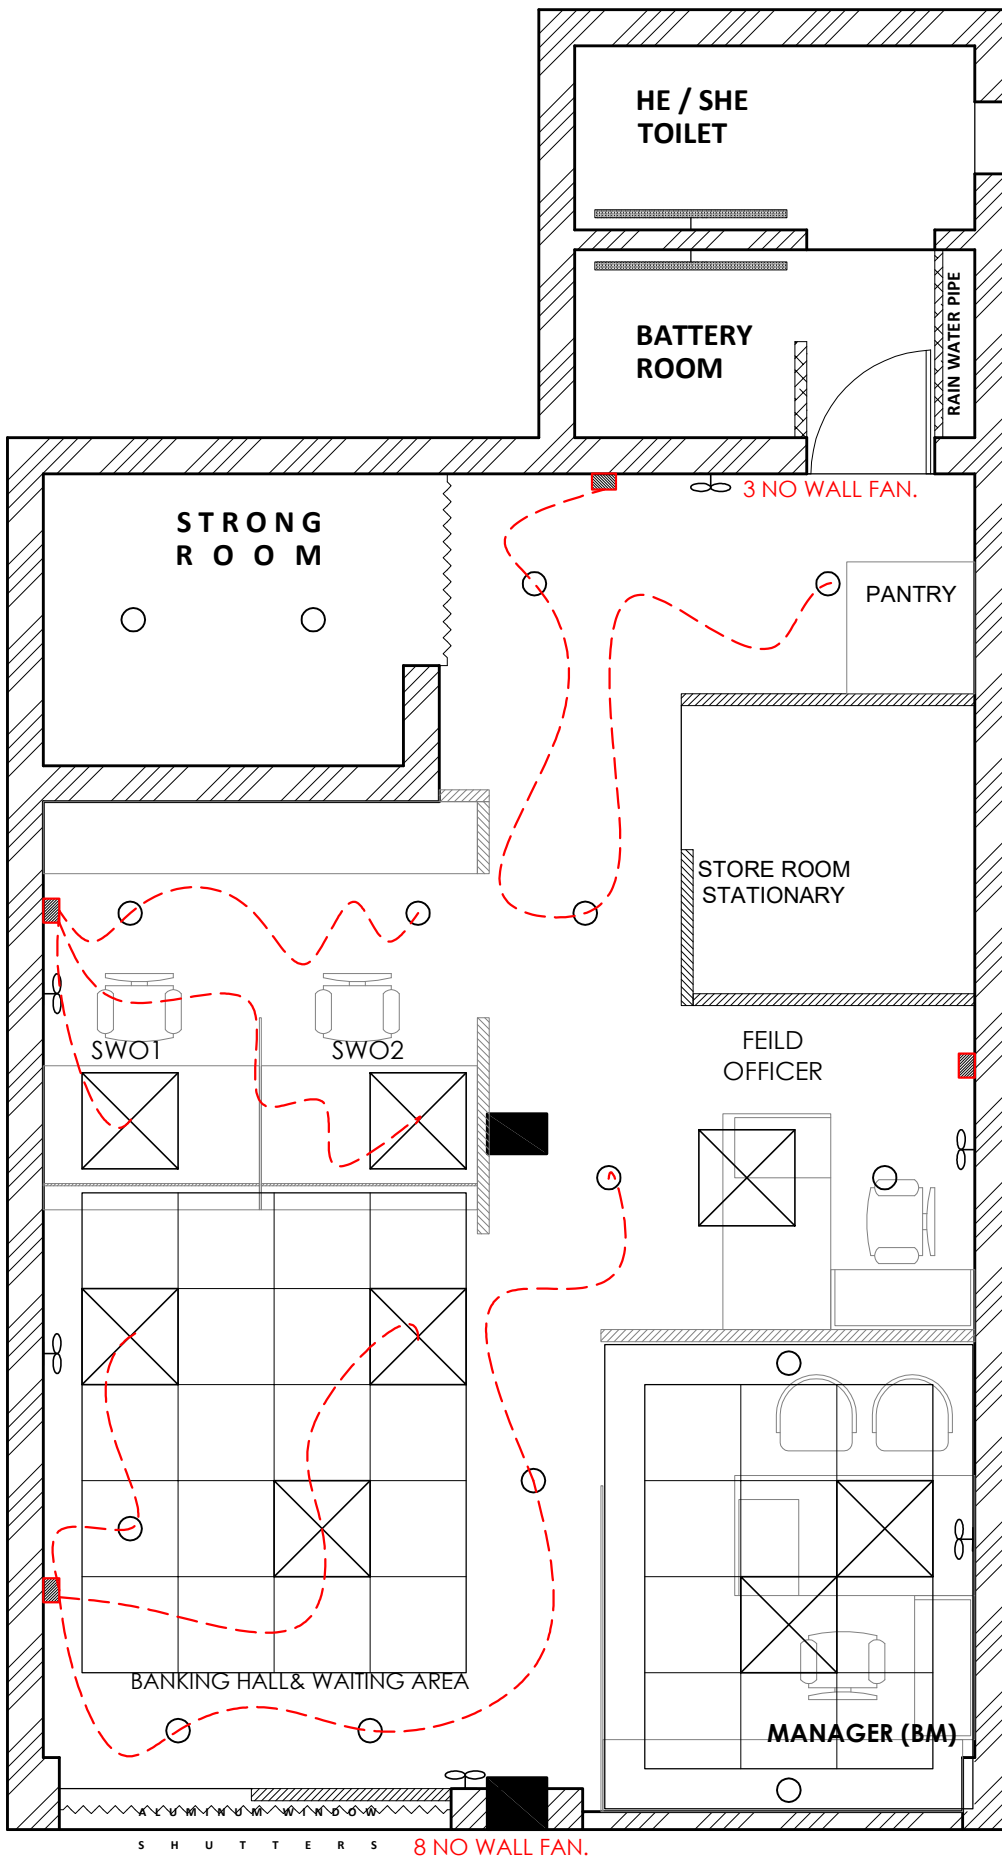 HE / SHE
TOILET
BATTERY
ROOM
RAIN WATER PIPE
3 NO WALL FAN.
STRONG
ROOM
PANTRY
STORE ROOM
STATIONARY
SWO1
SWO2
FEILD
OFFICER
BANKING HALL& WAITING AREA
MANAGER (BM)
ALUMINUM WINDOW
SHUTTERS
8 NO WALL FAN.